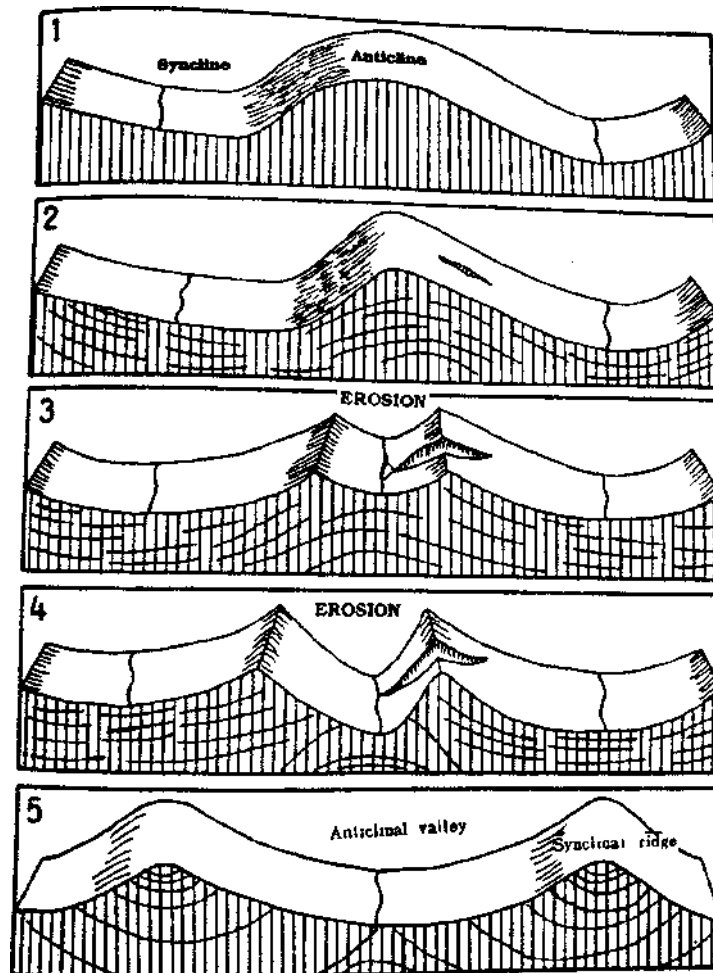 1
Syncline Anticline
2
3
EROSION
4
EROSION
5
Anticlinal valley
Synclinal ridge